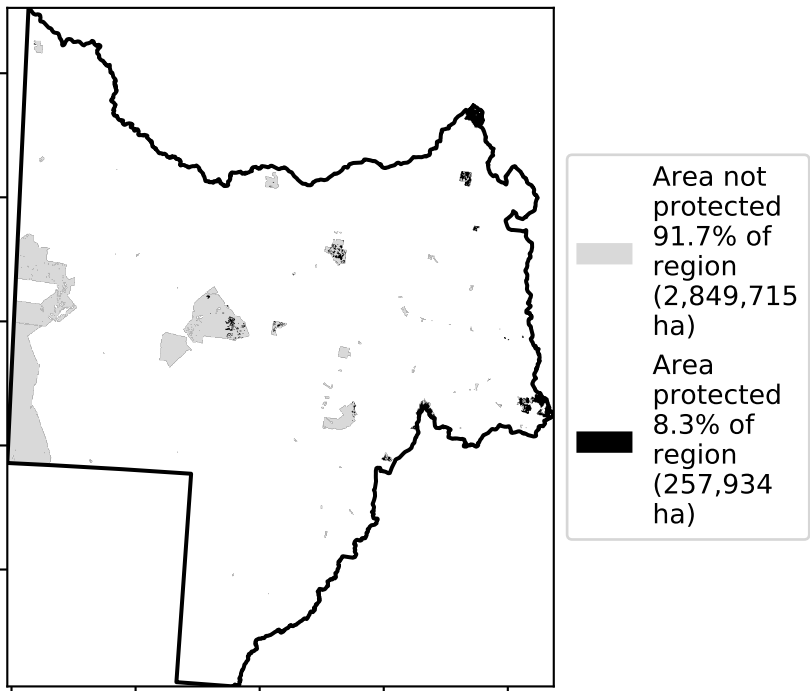 Area not
protected
91.7% of
region
(2,849,715
ha)
Area
protected
8.3% of
region
(257,934
ha)